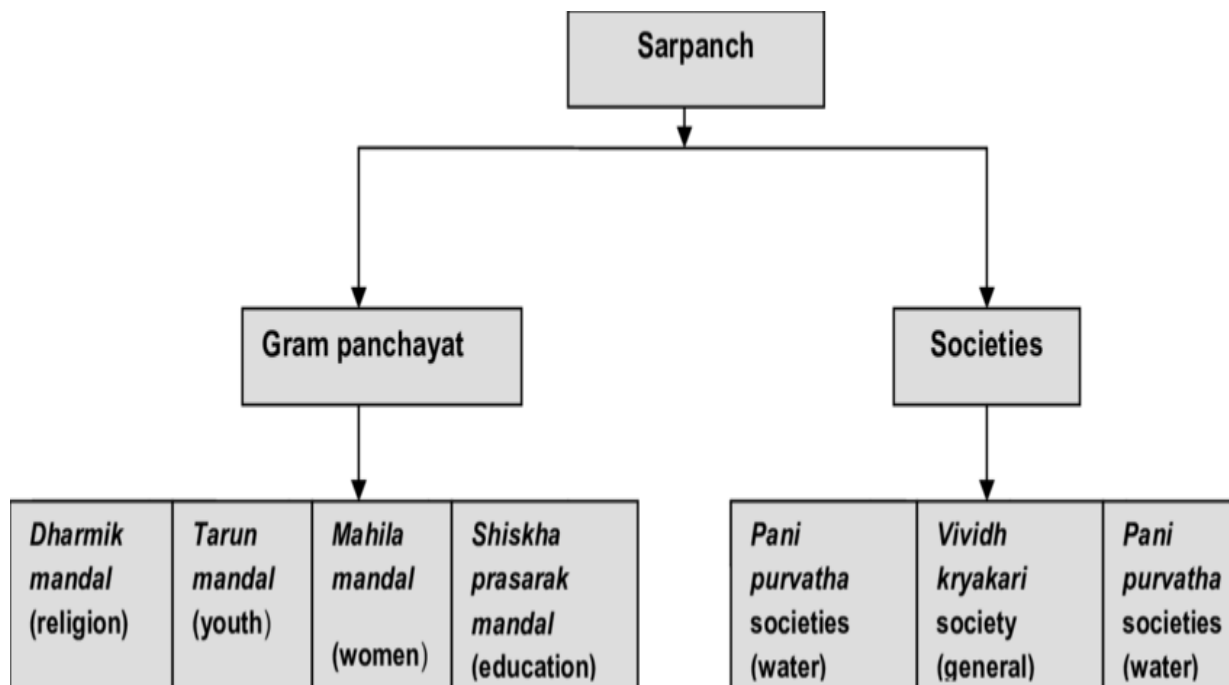 Sarpanch
Gram panchayat
Societies
Dharmik
mandal
(religion)
Tarun
mandal
(youth)
Mahila
mandal
(women)
Shiskha
prasarak
mandal
(education)
Pani
purvatha
societies
(water)
Vividh
kryakari
society
(general)
Pani
purvatha
societies
(water)